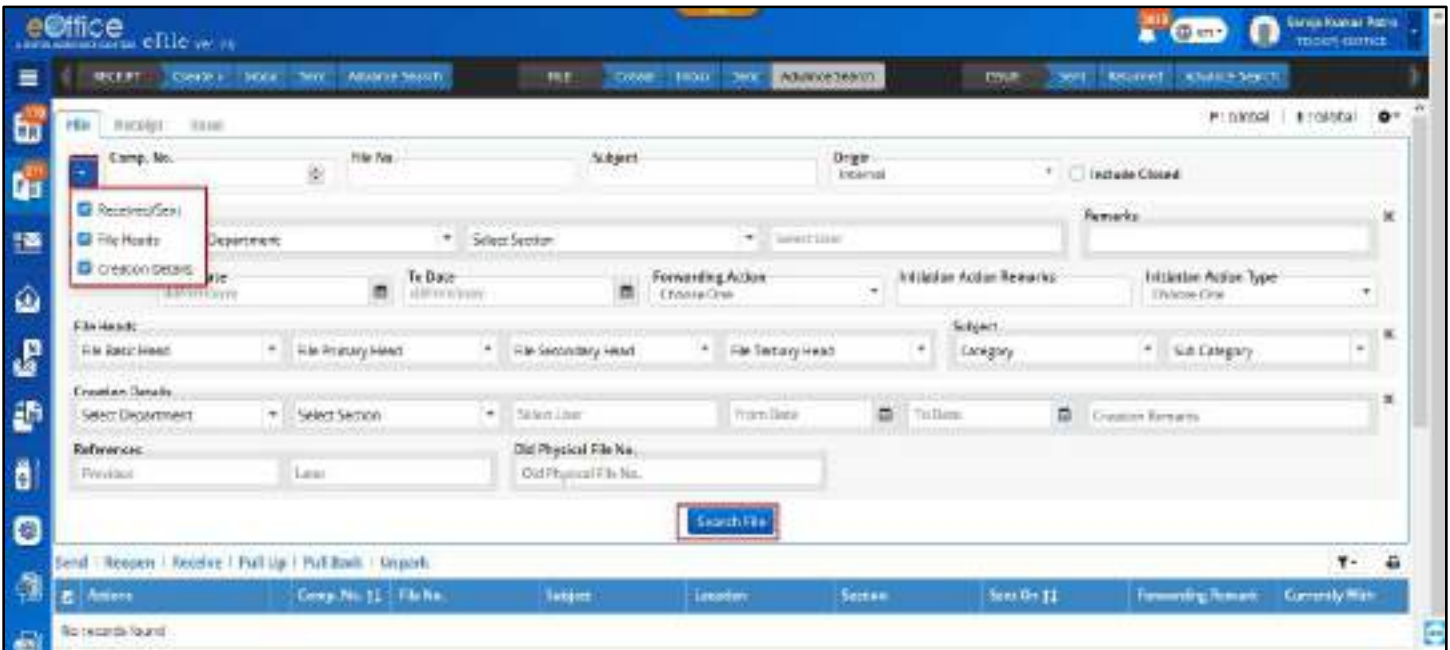 eOffice
eFile
Saroja Kumar Patro
RECEIPT Sent Advance Search FILE Create Inbox Sent Advance Search ISSUE Sent Returned Advance Search
File Receipt Issue
Comp. No. File No. Subject Origin
Internal Include Closed
Received/Sent
Remarks
File Heads Department Select Section Select User
Creation Details
To Date Forwarding Action Initiation Action Remarks Initiation Action Type
Choose One Choose One
File Heads Subject
File Basic Head File Primary Head File Secondary Head File Tertiary Head Category Sub Category
Creation Details
Select Department Select Section Select User From Date To Date Creation Remarks
References Old Physical File No.
Previous Later Old Physical File No.
Search File
Send Reopen Receive Pull Up Pull Back Unpark
Actions Comp. No. File No. Subject Location Section Sent On Forwarding Remark Currently With
No records found